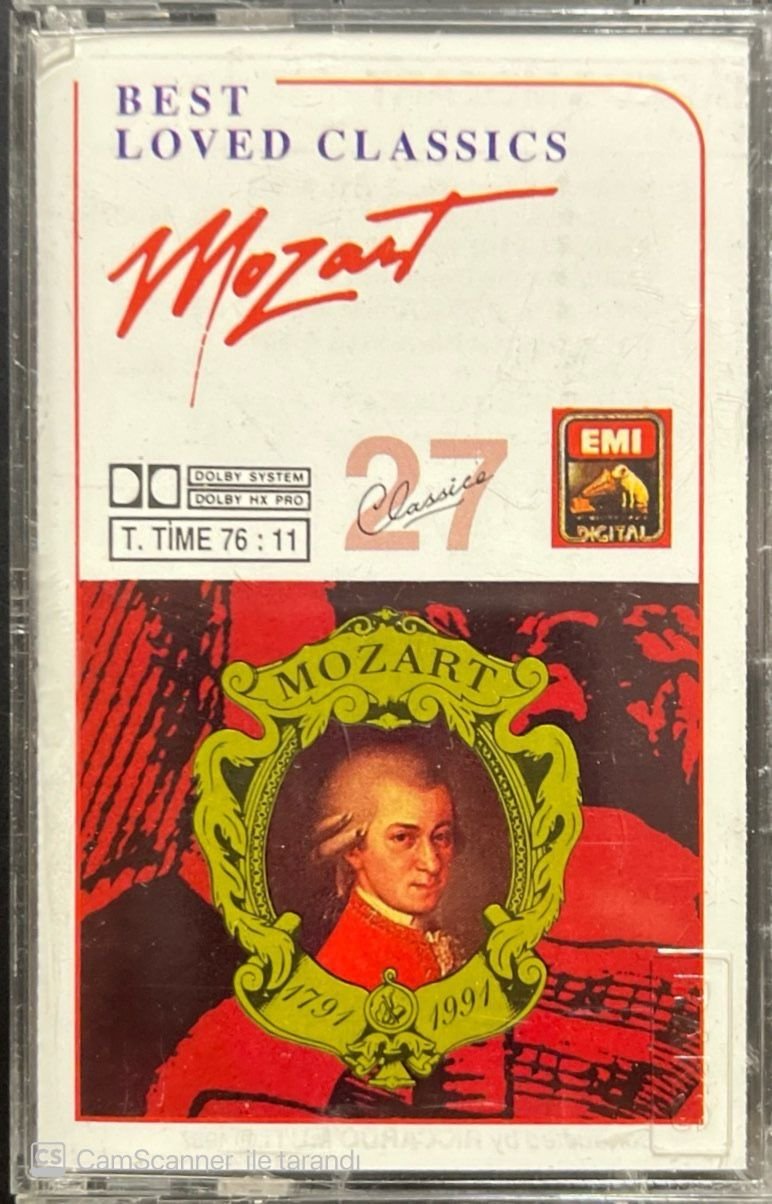 BEST
LOVED CLASSICS
Mozart
DOLBY SYSTEM
DOLBY HX PRO
T. TİME 76 : 11
27
Classics
EMI
DIGITAL
MOZART
1791 1991
CS CamScanner ile tarandı